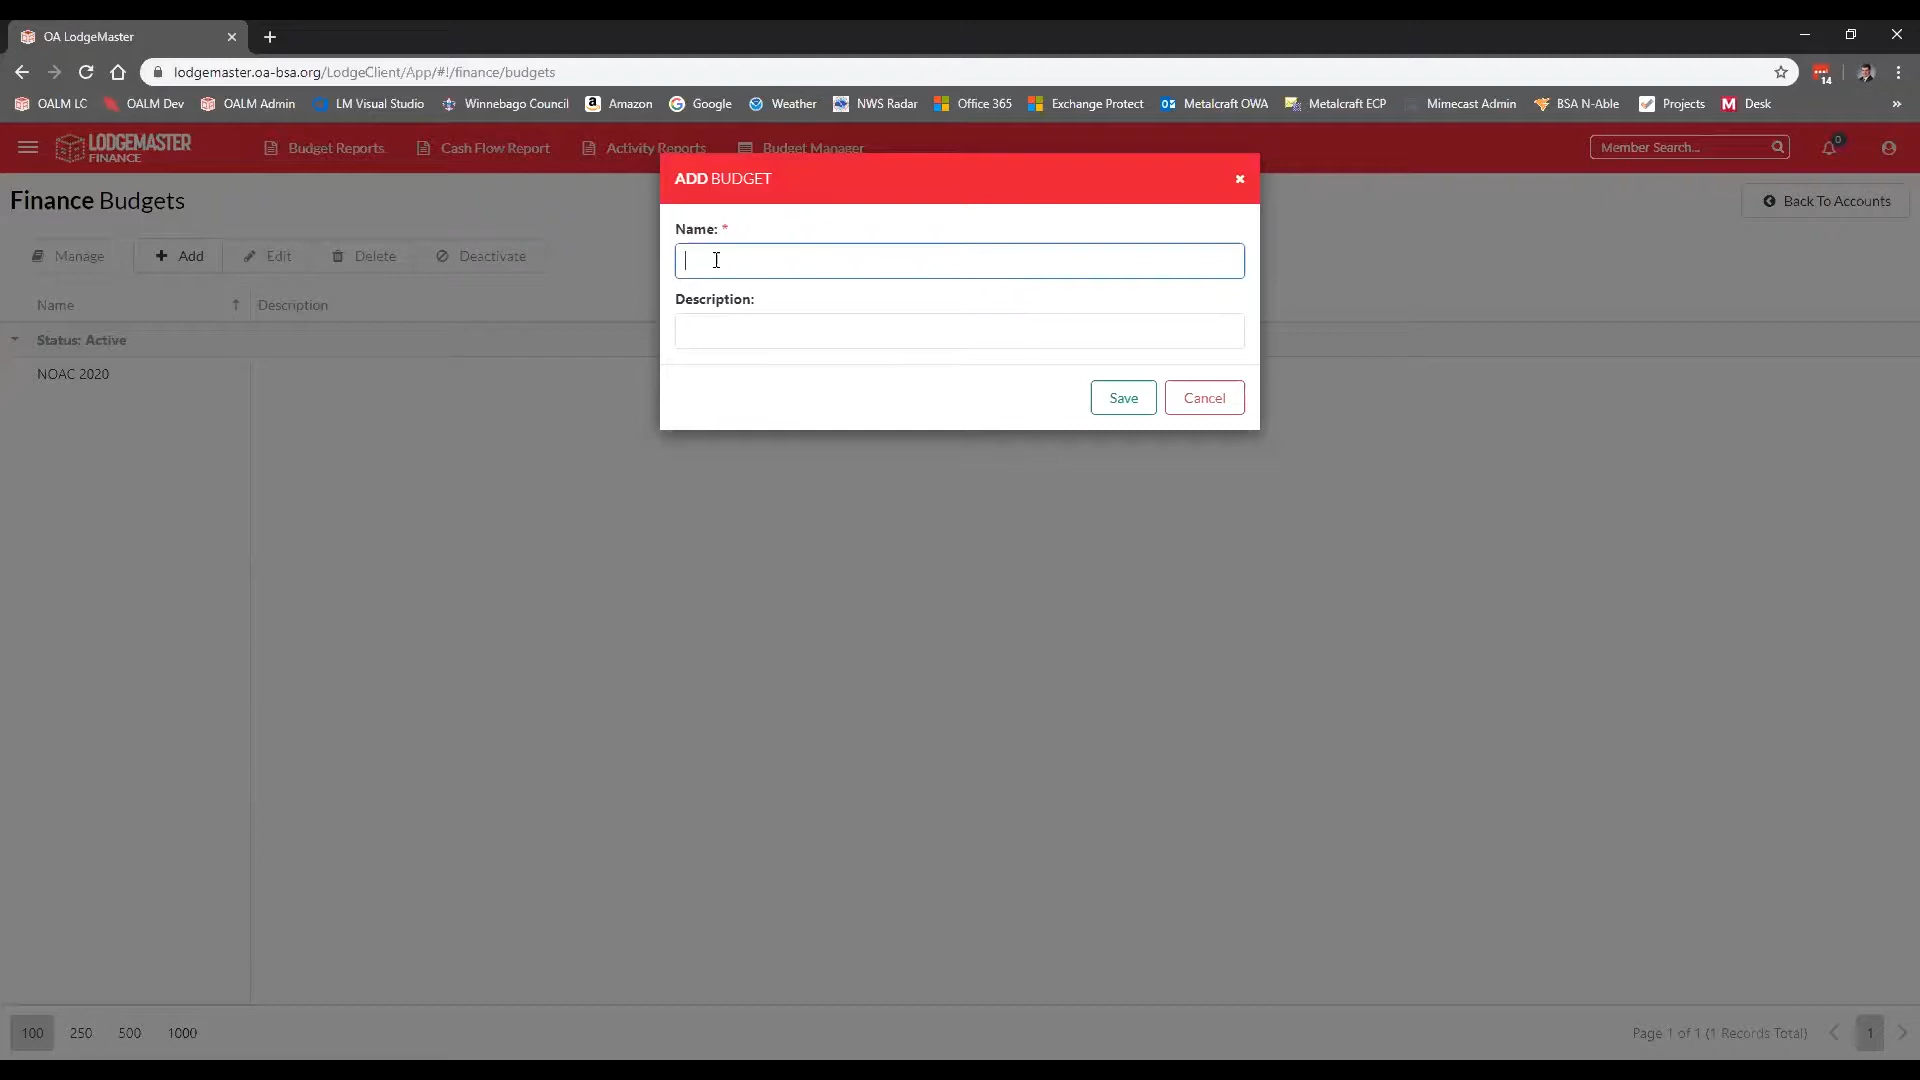 OA LodgeMaster
lodgemaster.oa-bsa.org/LodgeClient/App/#!/finance/budgets
14
OALM LC OALM Dev OALM Admin LM Visual Studio Winnebago Council Amazon Google Weather NWS Radar Office 365 Exchange Protect Metalcraft OWA Metalcraft ECP Mimecast Admin BSA N-Able Projects Desk »
LODGEMASTER
FINANCE
Budget Reports Cash Flow Report Activity Reports Budget Manager Member Search... 0
ADD BUDGET
Finance Budgets
Back To Accounts
Name: *
Manage Add Edit Delete Deactivate
Description:
Name Description
Status: Active
NOAC 2020
Save Cancel
100 250 500 1000 Page 1 of 1 (1 Records Total) 1